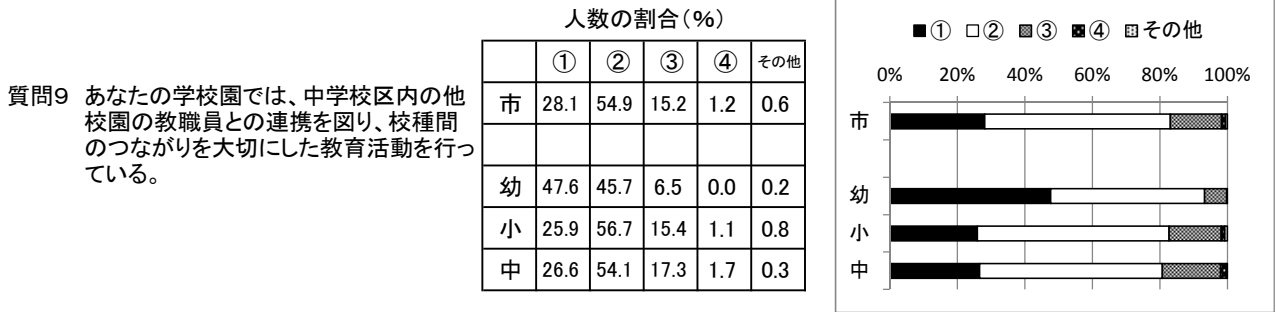 人数の割合(%)
質問9 あなたの学校園では、中学校区内の他
校園の教職員との連携を図り、校種間
のつながりを大切にした教育活動を行っ
ている。
① ② ③ ④ その他
市 28.1 54.9 15.2 1.2 0.6
幼 47.6 45.7 6.5 0.0 0.2
小 25.9 56.7 15.4 1.1 0.8
中 26.6 54.1 17.3 1.7 0.3
① ② ③ ④ その他
0% 20% 40% 60% 80% 100%
市
幼
小
中